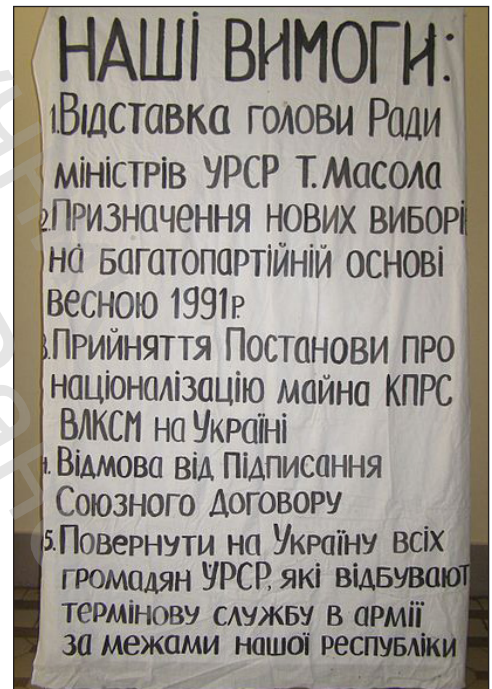 НАШІ ВИМОГИ:
1. Відставка голови Ради
міністрів УРСР Т. Масола
2. Призначення нових виборі
на багатопартійній основі
весною 1991р.
3. Прийняття Постанови про
націоналізацію майна КПРС
ВЛКСМ на Україні
4. Відмова від Підписання
Союзного Договору
5. Повернути на Україну всіх
громадян УРСР, які відбувают
термінову службу в армії
за межами нашої республіки